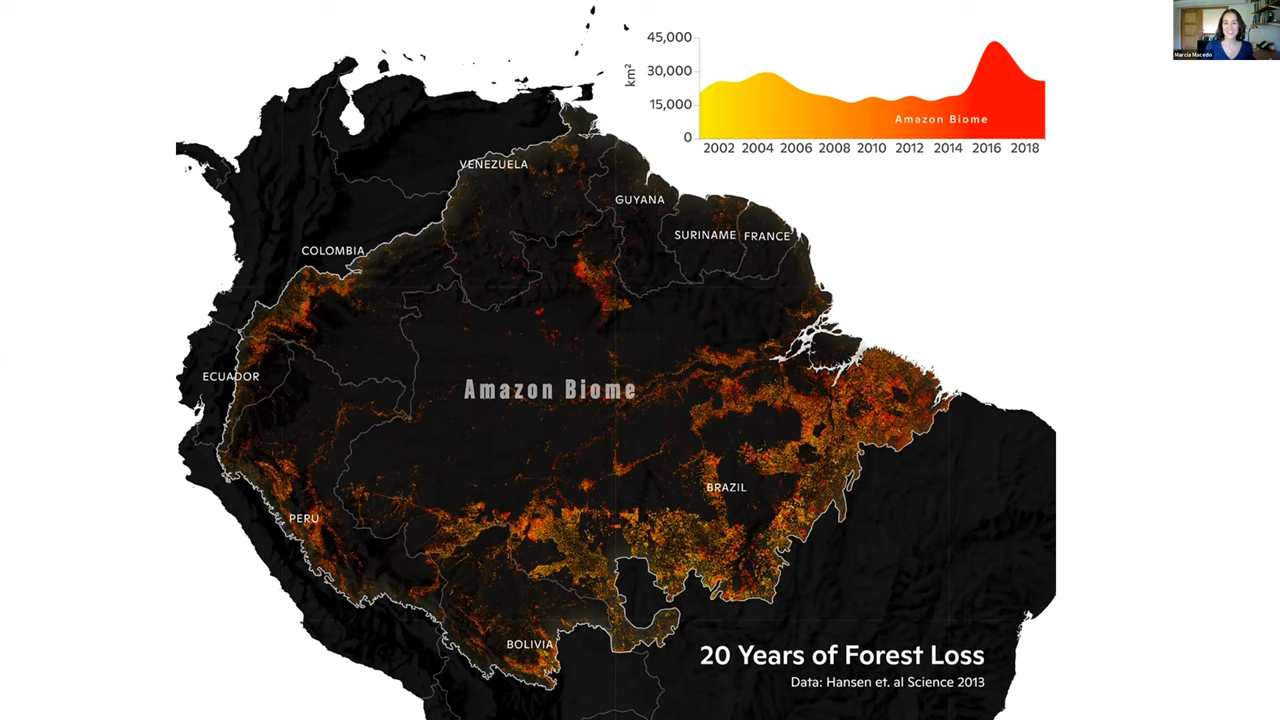 Marcia Macedo
45,000
30,000
15,000
0
km²
Amazon Biome
2002 2004 2006 2008 2010 2012 2014 2016 2018
VENEZUELA
GUYANA
SURINAME
FRANCE
COLOMBIA
ECUADOR
Amazon Biome
BRAZIL
PERU
BOLIVIA
20 Years of Forest Loss
Data: Hansen et. al Science 2013